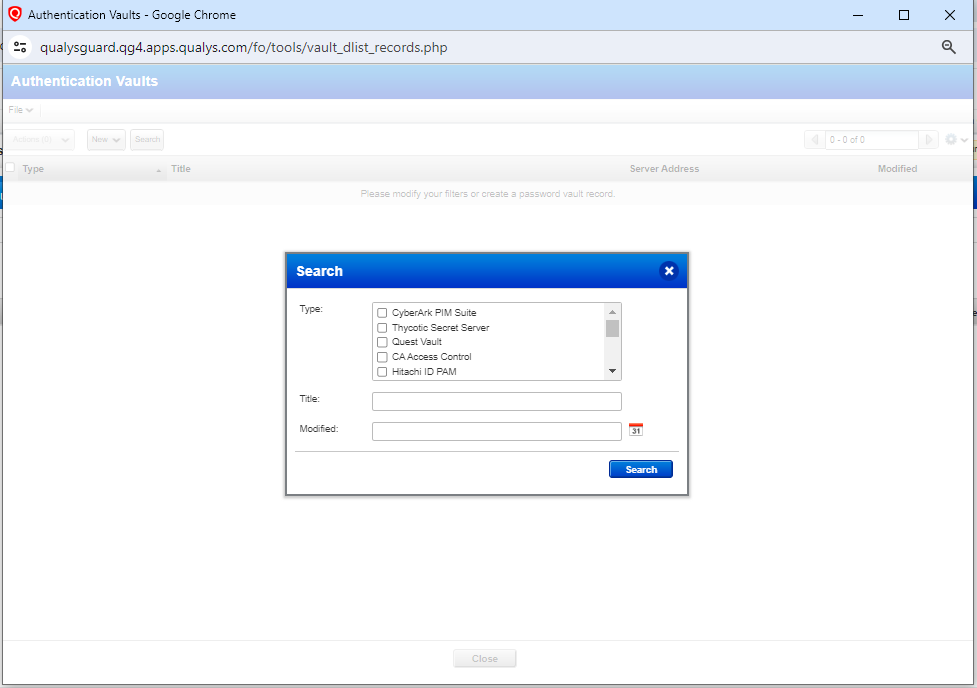 Authentication Vaults - Google Chrome
qualysguard.qg4.apps.qualys.com/fo/tools/vault_dlist_records.php
Authentication Vaults
File
Actions (0) New Search 0 - 0 of 0
Type Title Server Address Modified
Please modify your filters or create a password vault record.
Search
Type:
CyberArk PIM Suite
Thycotic Secret Server
Quest Vault
CA Access Control
Hitachi ID PAM
Title:
Modified: 31
Search
Close